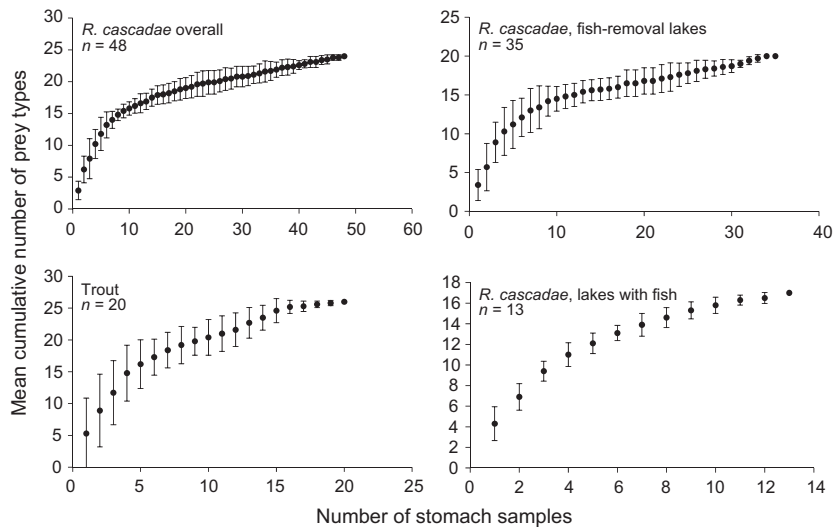 R. cascadae overall
n = 48
30
25
20
15
10
5
0
0 10 20 30 40 50 60
R. cascadae, fish-removal lakes
n = 35
25
20
15
10
5
0
0 10 20 30 40
Trout
n = 20
30
25
20
15
10
5
0
0 5 10 15 20 25
R. cascadae, lakes with fish
n = 13
18
16
14
12
10
8
6
4
2
0
0 2 4 6 8 10 12 14
Mean cumulative number of prey types
Number of stomach samples